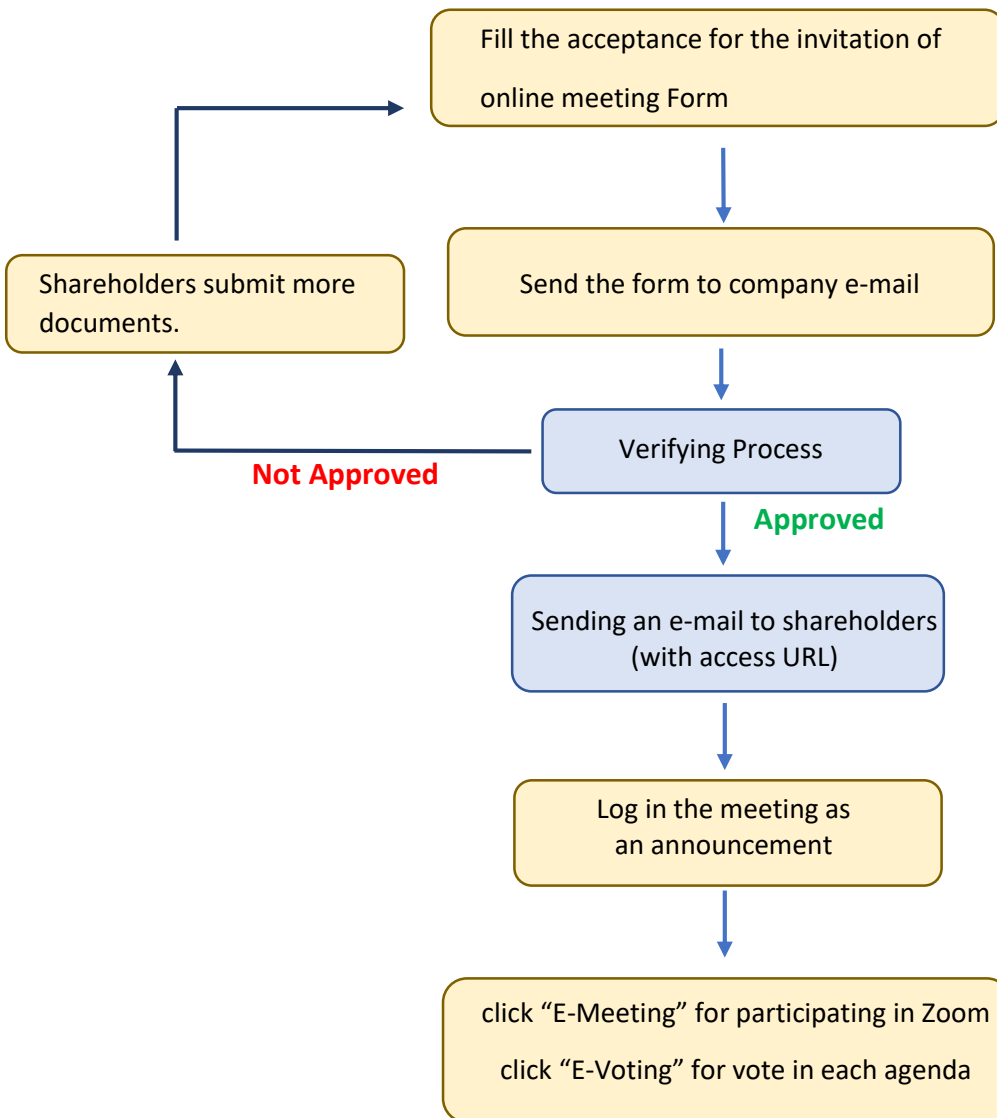 Fill the acceptance for the invitation of
online meeting Form
Send the form to company e-mail
Shareholders submit more
documents.
Verifying Process
Not Approved
Approved
Sending an e-mail to shareholders
(with access URL)
Log in the meeting as
an announcement
click “E-Meeting” for participating in Zoom
click “E-Voting” for vote in each agenda